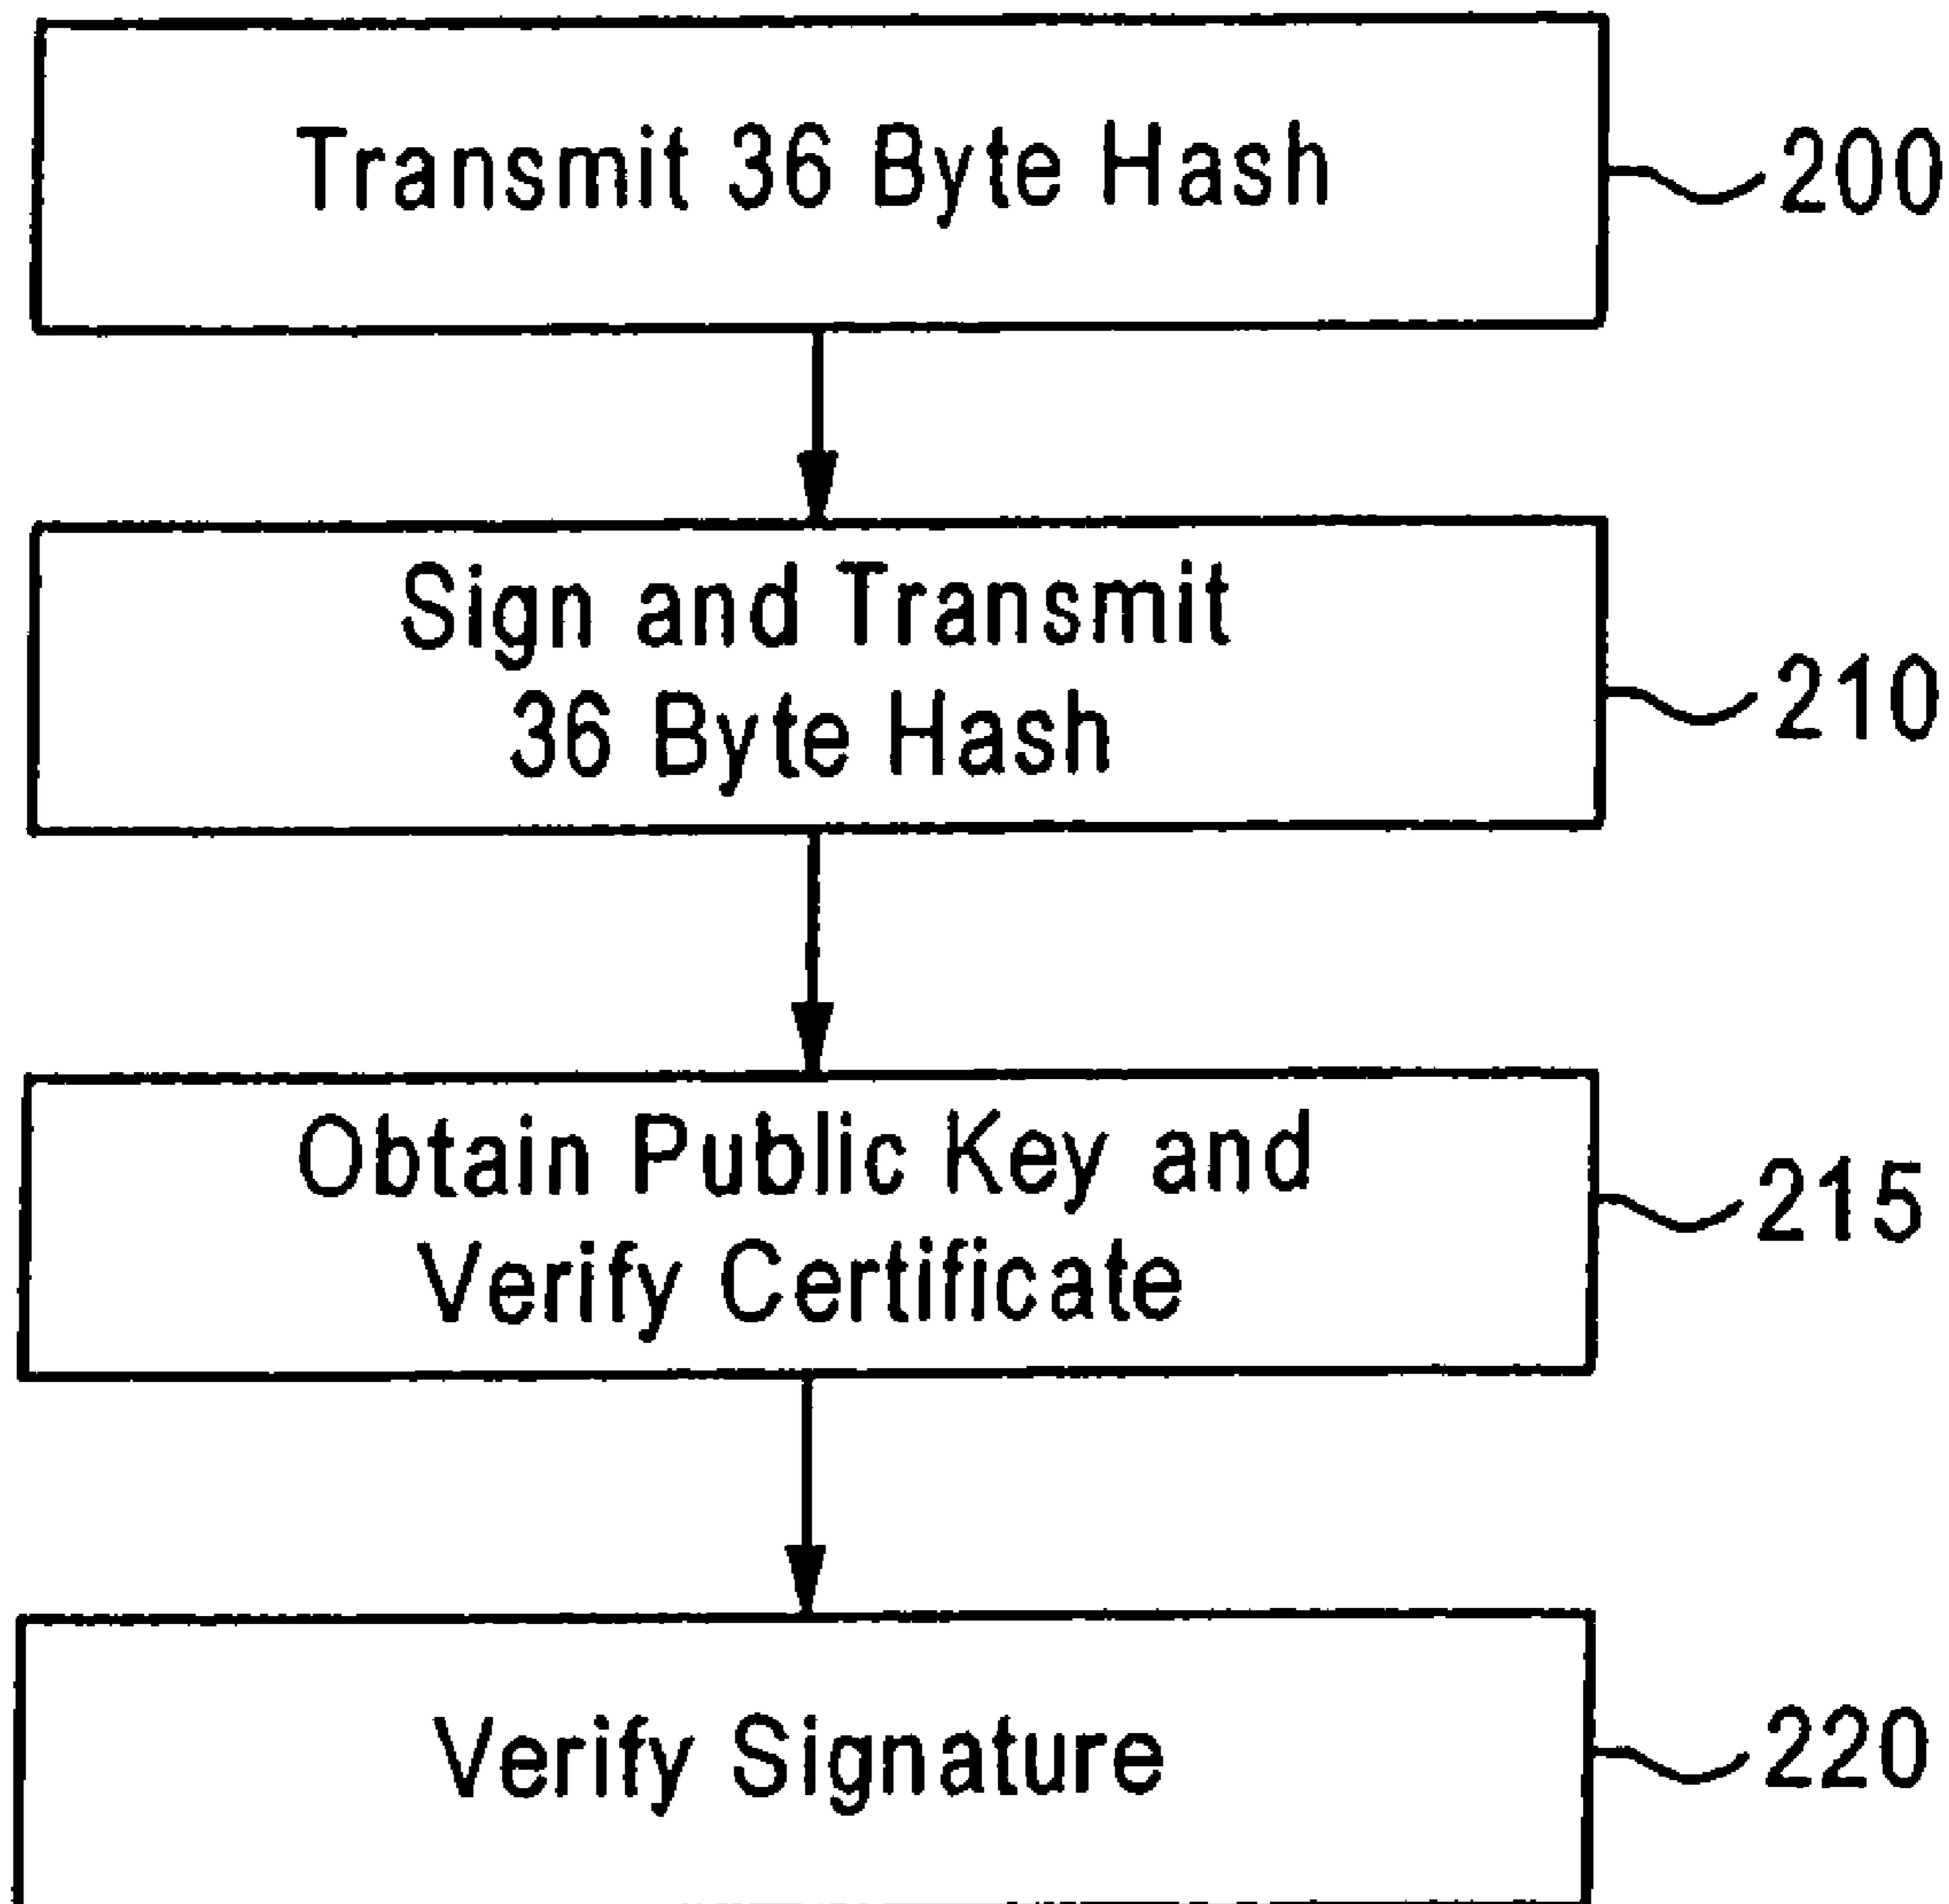 Transmit 36 Byte Hash
200
Sign and Transmit
36 Byte Hash
210
Obtain Public Key and
Verify Certificate
215
Verify Signature
220